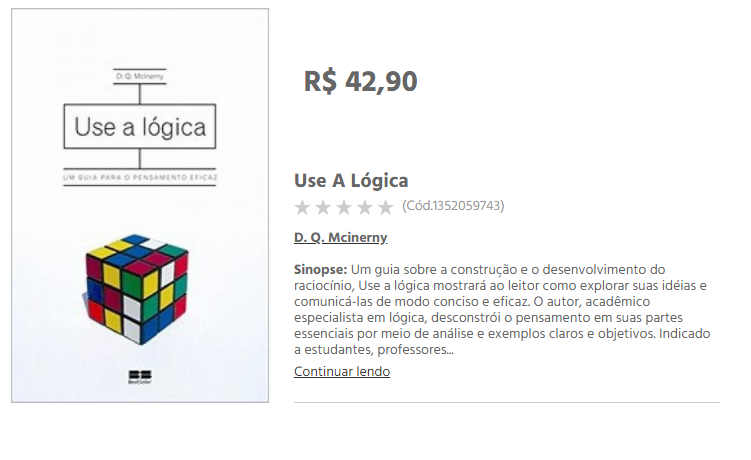 D. Q. McInerny
Use a lógica
UM GUIA PARA O PENSAMENTO EFICAZ
BestSeller
R$ 42,90
Use A Lógica
(Cód.1352059743)
D. Q. Mcinerny
Sinopse: Um guia sobre a construção e o desenvolvimento do
raciocínio, Use a lógica mostrará ao leitor como explorar suas idéias e
comunicá-las de modo conciso e eficaz. O autor, acadêmico
especialista em lógica, desconstrói o pensamento em suas partes
essenciais por meio de análise e exemplos claros e objetivos. Indicado
a estudantes, professores...
Continuar lendo